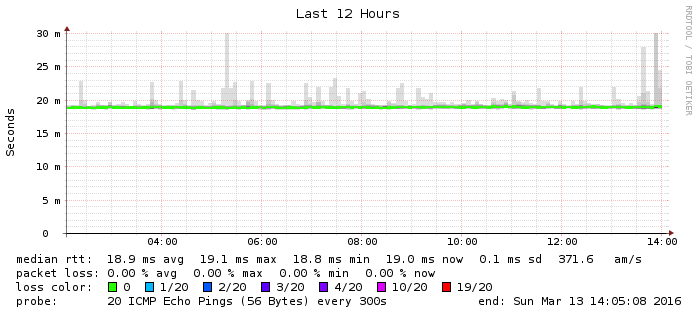 Last 12 Hours
RRDTOOL / TOBI OETIKER
Seconds
30 m
25 m
20 m
15 m
10 m
5 m
0
04:00 06:00 08:00 10:00 12:00 14:00
median rtt: 18.9 ms avg 19.1 ms max 18.8 ms min 19.0 ms now 0.1 ms sd 371.6 am/s
packet loss: 0.00 % avg 0.00 % max 0.00 % min 0.00 % now
loss color: 0 1/20 2/20 3/20 4/20 10/20 19/20
probe: 20 ICMP Echo Pings (56 Bytes) every 300s end: Sun Mar 13 14:05:08 2016